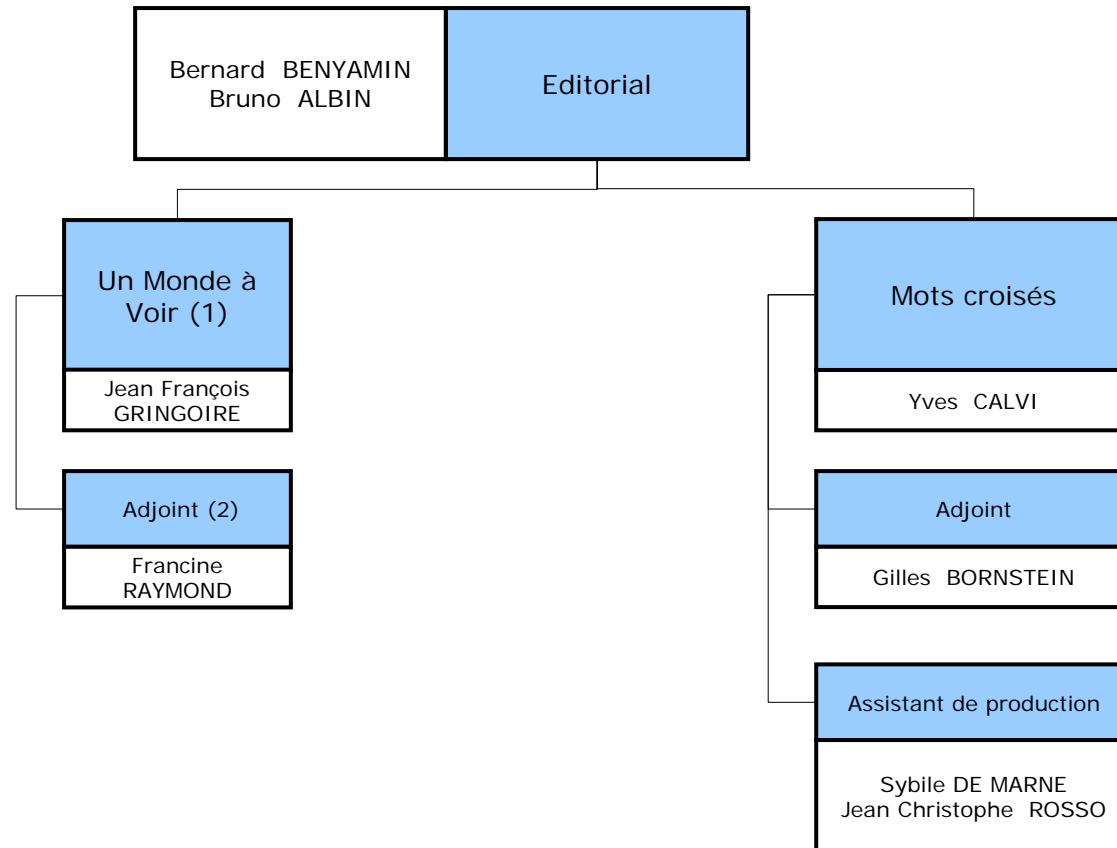 Bernard BENYAMIN
Bruno ALBIN
Editorial
Un Monde à
Voir (1)
Jean François
GRINGOIRE
Adjoint (2)
Francine
RAYMOND
Mots croisés
Yves CALVI
Adjoint
Gilles BORNSTEIN
Assistant de production
Sybile DE MARNE
Jean Christophe ROSSO